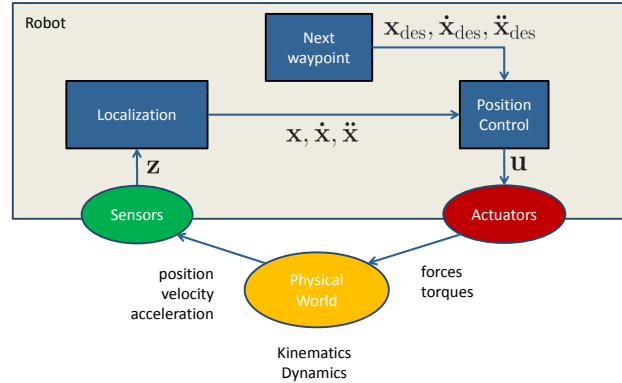 Robot
Next
waypoint
x_des, ẋ_des, ẍ_des
Localization
x, ẋ, ẍ
Position
Control
z
u
Sensors
Actuators
position
velocity
acceleration
Physical
World
forces
torques
Kinematics
Dynamics